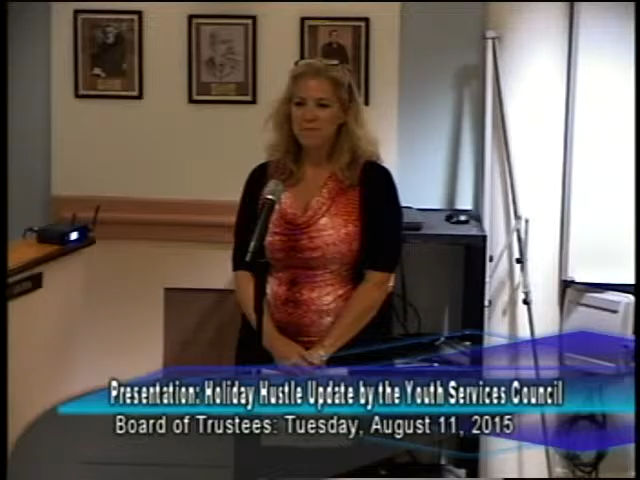 Presentation: Holiday Hustle Update by the Youth Services Council
Board of Trustees: Tuesday, August 11, 2015